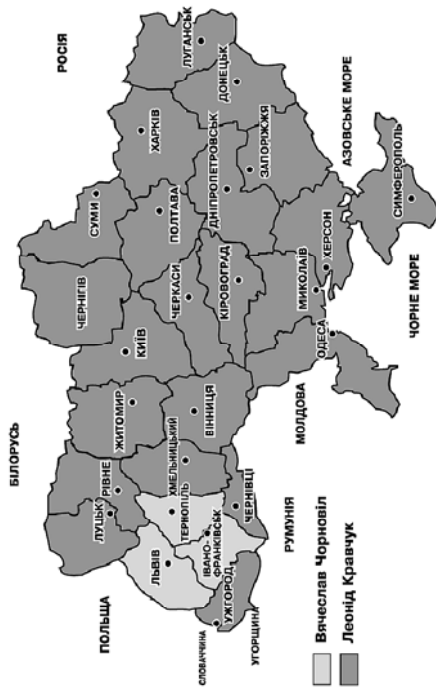 БІЛОРУСЬ
РОСІЯ
ПОЛЬЩА
СЛОВАЧЧИНА
УГОРЩИНА
РУМУНІЯ
МОЛДОВА
ЧОРНЕ МОРЕ
АЗОВСЬКЕ МОРЕ
ЛУЦЬК
РІВНЕ
ЖИТОМИР
КИЇВ
ЧЕРНІГІВ
СУМИ
ХАРКІВ
ЛУГАНСЬК
ДОНЕЦЬК
ПОЛТАВА
ЧЕРКАСИ
ДНІПРОПЕТРОВСЬК
ЗАПОРІЖЖЯ
КІРОВОГРАД
ВІННИЦЯ
ХМЕЛЬНИЦЬКИЙ
ТЕРНОПІЛЬ
ЛЬВІВ
ІВАНО-
ФРАНКІВСЬК
УЖГОРОД
ЧЕРНІВЦІ
МИКОЛАЇВ
ОДЕСА
ХЕРСОН
СИМФЕРОПОЛЬ
Вячеслав Чорновіл
Леонід Кравчук